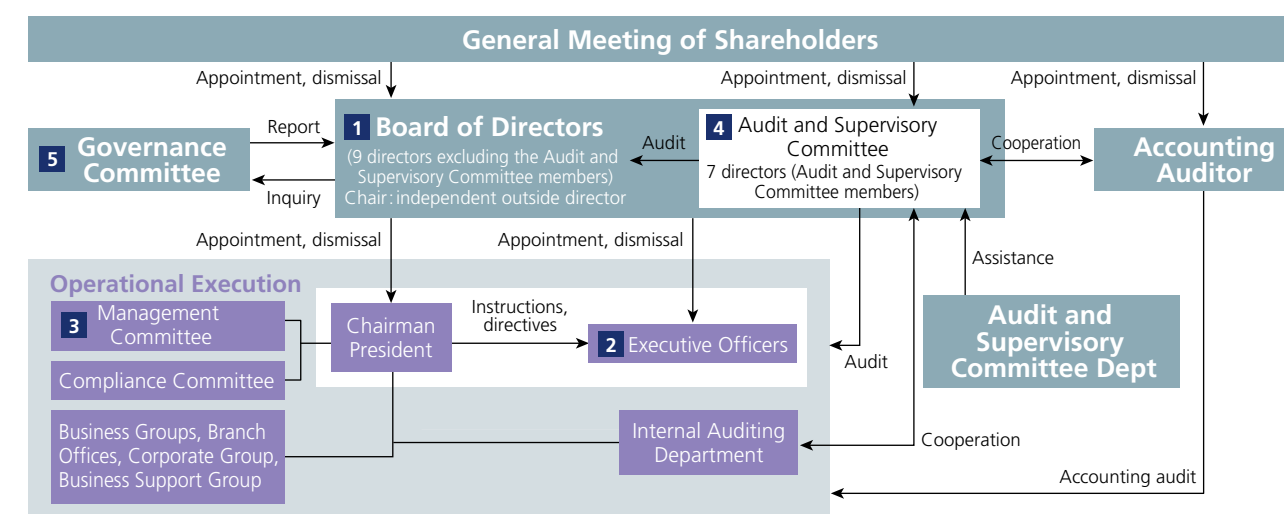 General Meeting of Shareholders
Appointment, dismissal
Appointment, dismissal
Appointment, dismissal
5 Governance
Committee
Report
Inquiry
1 Board of Directors
(9 directors excluding the Audit and
Supervisory Committee members)
Chair: independent outside director
Audit
4 Audit and Supervisory
Committee
7 directors (Audit and Supervisory
Committee members)
Cooperation
Accounting
Auditor
Appointment, dismissal
Appointment, dismissal
Assistance
Operational Execution
3 Management
Committee
Compliance Committee
Business Groups, Branch
Offices, Corporate Group,
Business Support Group
Chairman
President
Instructions,
directives
2 Executive Officers
Audit
Audit and
Supervisory
Committee Dept
Internal Auditing
Department
Cooperation
Accounting audit